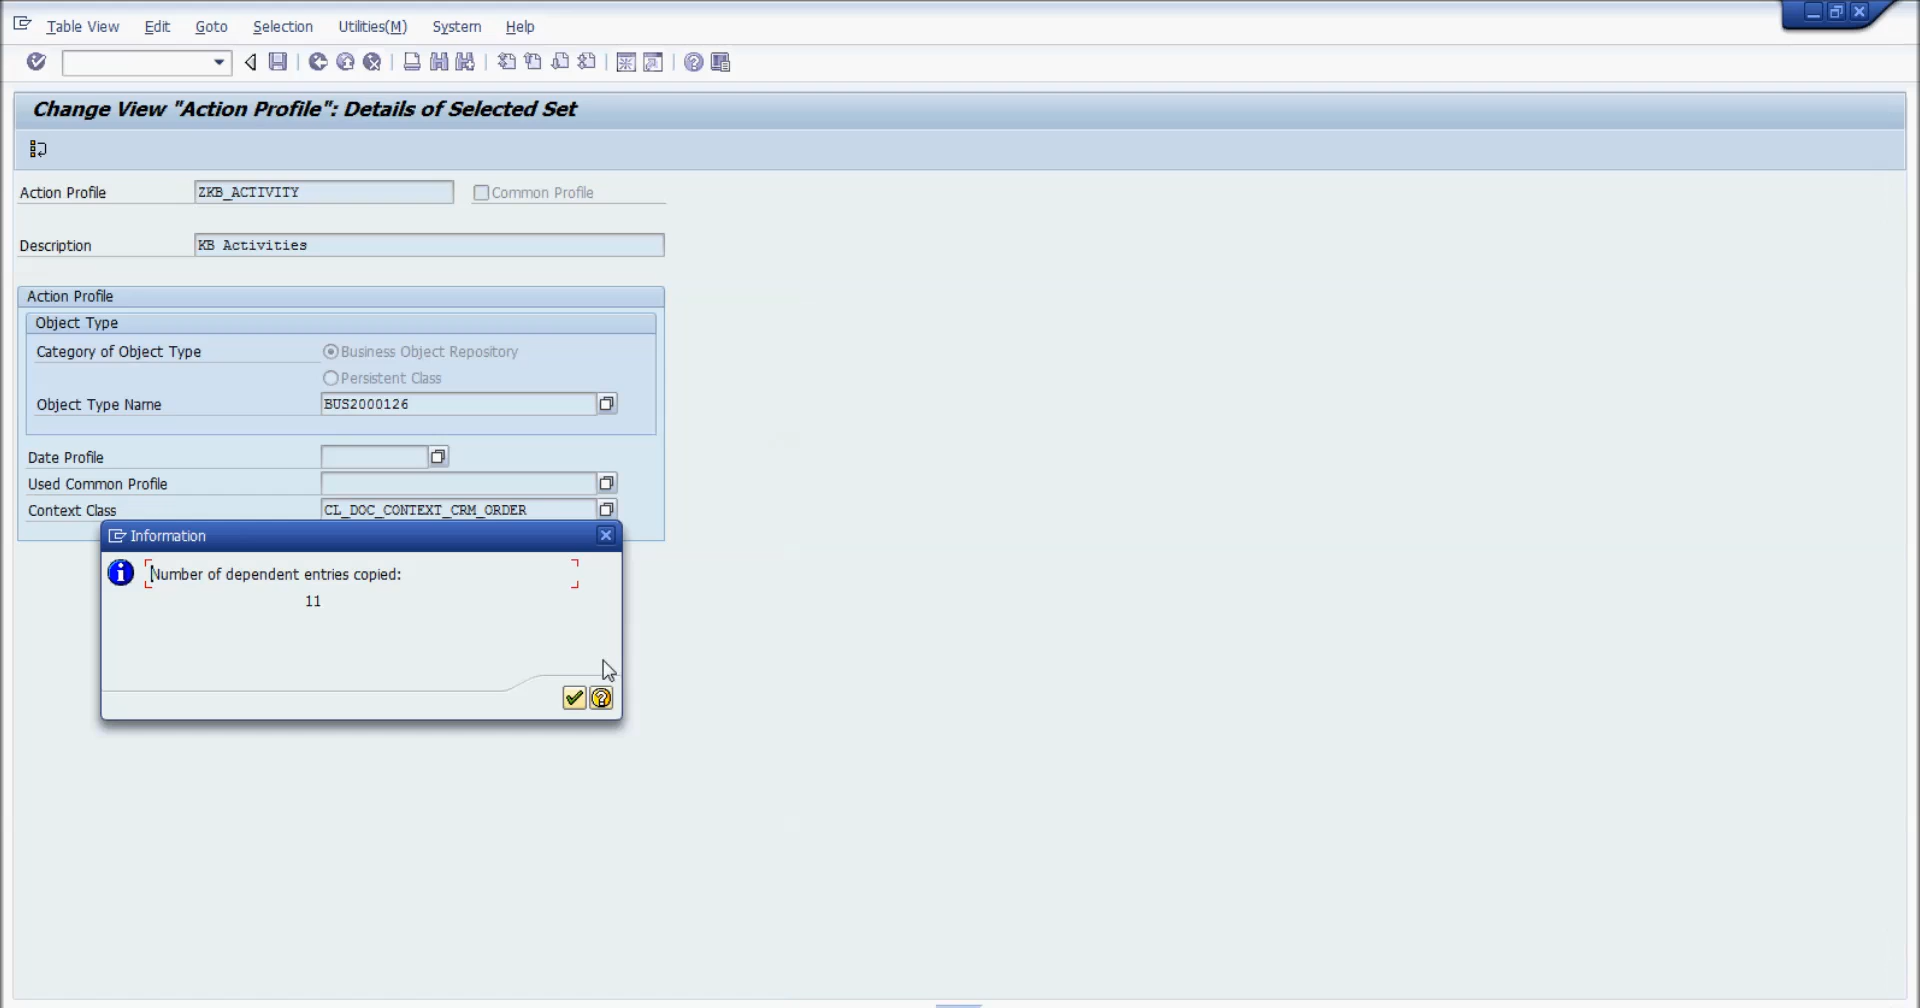 Table View Edit Goto Selection Utilities(M) System Help
Change View "Action Profile": Details of Selected Set
Action Profile ZKB_ACTIVITY Common Profile
Description KB Activities
Action Profile
Object Type
Category of Object Type Business Object Repository
Persistent Class
Object Type Name BUS2000126
Date Profile
Used Common Profile
Context Class CL_DOC_CONTEXT_CRM_ORDER
Information
Number of dependent entries copied:
11